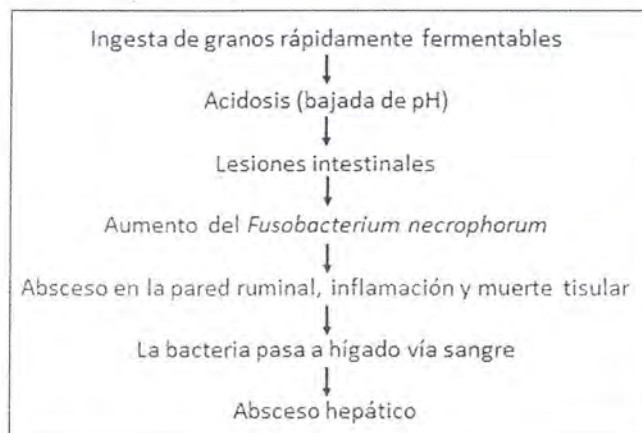 Ingesta de granos rápidamente fermentables
Acidosis (bajada de pH)
Lesiones intestinales
Aumento del Fusobacterium necrophorum
Absceso en la pared ruminal, inflamación y muerte tisular
La bacteria pasa a hígado vía sangre
Absceso hepático